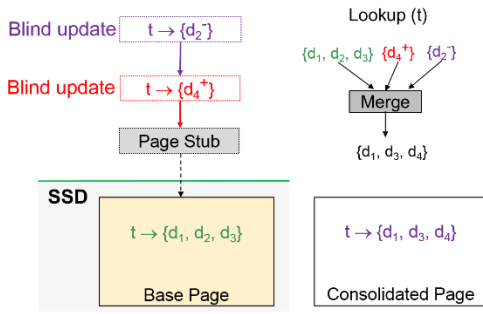 Blind update
t → {d₂⁻}
Blind update
t → {d₄⁺}
Page Stub
SSD
t → {d₁, d₂, d₃}
Base Page
Lookup (t)
{d₁, d₂, d₃} {d₄⁺} {d₂⁻}
Merge
{d₁, d₃, d₄}
t → {d₁, d₃, d₄}
Consolidated Page